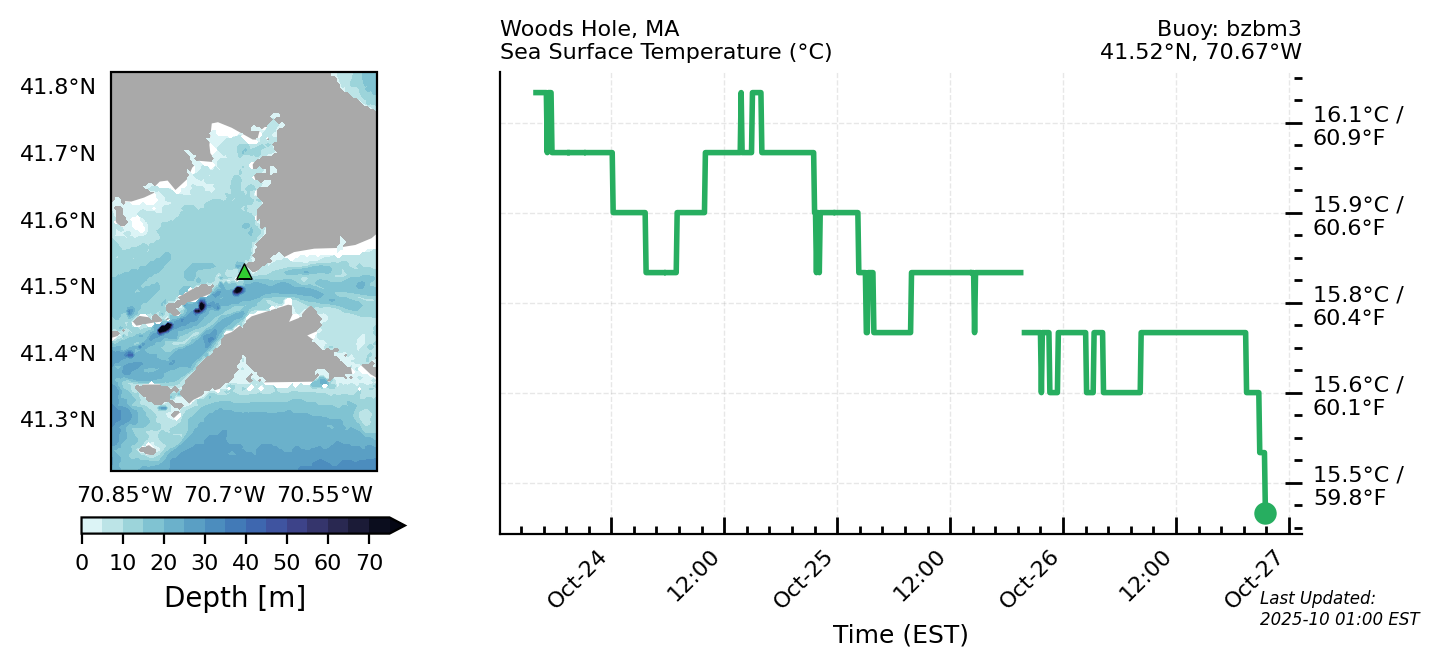 Woods Hole, MA
Sea Surface Temperature (°C)
Buoy: bzbm3
41.52°N, 70.67°W
41.8°N
41.7°N
41.6°N
41.5°N
41.4°N
41.3°N
70.85°W 70.7°W 70.55°W
0 10 20 30 40 50 60 70
Depth [m]
16.1°C /
60.9°F
15.9°C /
60.6°F
15.8°C /
60.4°F
15.6°C /
60.1°F
15.5°C /
59.8°F
Oct-24
12:00
Oct-25
12:00
Oct-26
12:00
Oct-27
Time (EST)
Last Updated:
2025-10 01:00 EST